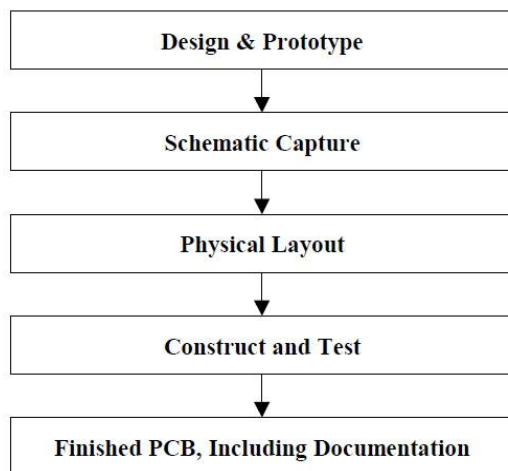 Design & Prototype
Schematic Capture
Physical Layout
Construct and Test
Finished PCB, Including Documentation